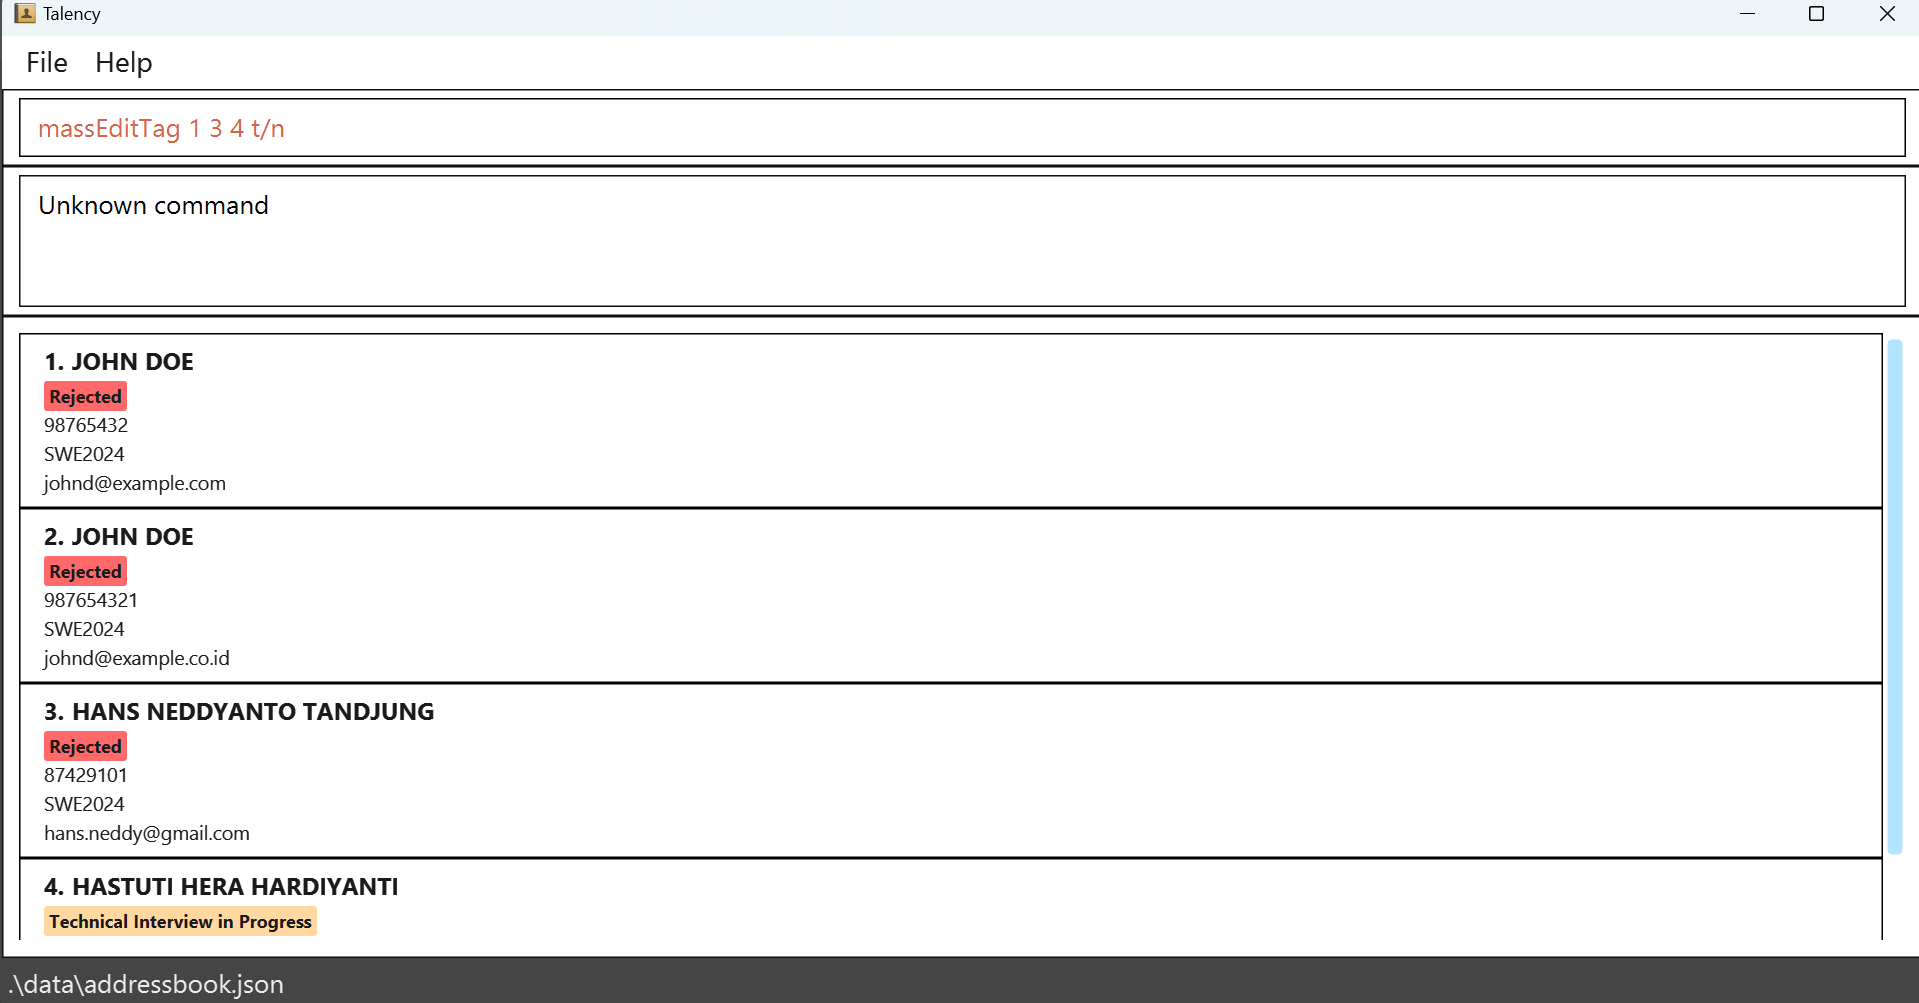 Talency
File Help
massEditTag 1 3 4 t/n
Unknown command
1. JOHN DOE
Rejected
98765432
SWE2024
johnd@example.com
2. JOHN DOE
Rejected
987654321
SWE2024
johnd@example.co.id
3. HANS NEDDYANTO TANDJUNG
Rejected
87429101
SWE2024
hans.neddy@gmail.com
4. HASTUTI HERA HARDIYANTI
Technical Interview in Progress
.\data\addressbook.json